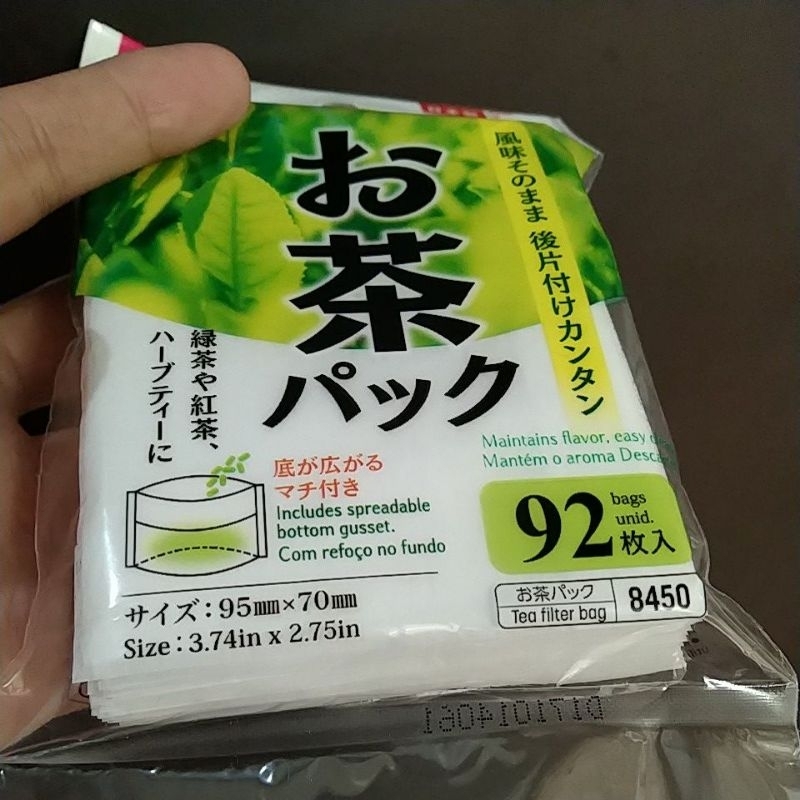 お茶
パック
風味そのまま 後片付けカンタン
緑茶や紅茶、
ハーブティーに
Maintains flavor, easy
Mantém o aroma
底が広がる
マチ付き
Includes spreadable
bottom gusset.
Com refoço no fundo
92 bags
unid.
枚入
サイズ：95㎜×70㎜
Size : 3.74in x 2.75in
お茶パック
Tea filter bag
8450